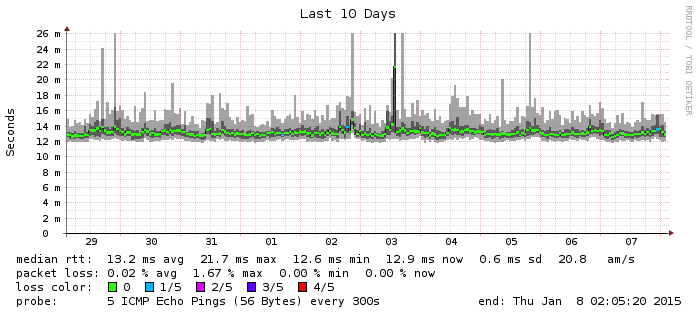 Last 10 Days
RRDTOOL / TOBI OETIKER
Seconds
26 m
24 m
22 m
20 m
18 m
16 m
14 m
12 m
10 m
8 m
6 m
4 m
2 m
0
29 30 31 01 02 03 04 05 06 07
median rtt: 13.2 ms avg 21.7 ms max 12.6 ms min 12.9 ms now 0.6 ms sd 20.8 am/s
packet loss: 0.02 % avg 1.67 % max 0.00 % min 0.00 % now
loss color: 0 1/5 2/5 3/5 4/5
probe: 5 ICMP Echo Pings (56 Bytes) every 300s end: Thu Jan 8 02:05:20 2015